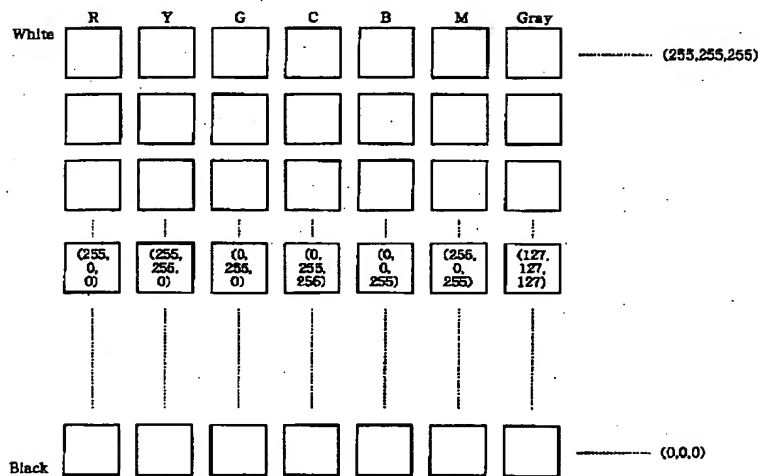 R Y G C B M Gray
White
(255,255,255)
(255, 0, 0)
(255, 255, 0)
(0, 255, 0)
(0, 255, 255)
(0, 0, 255)
(255, 0, 255)
(127, 127, 127)
Black
(0,0,0)